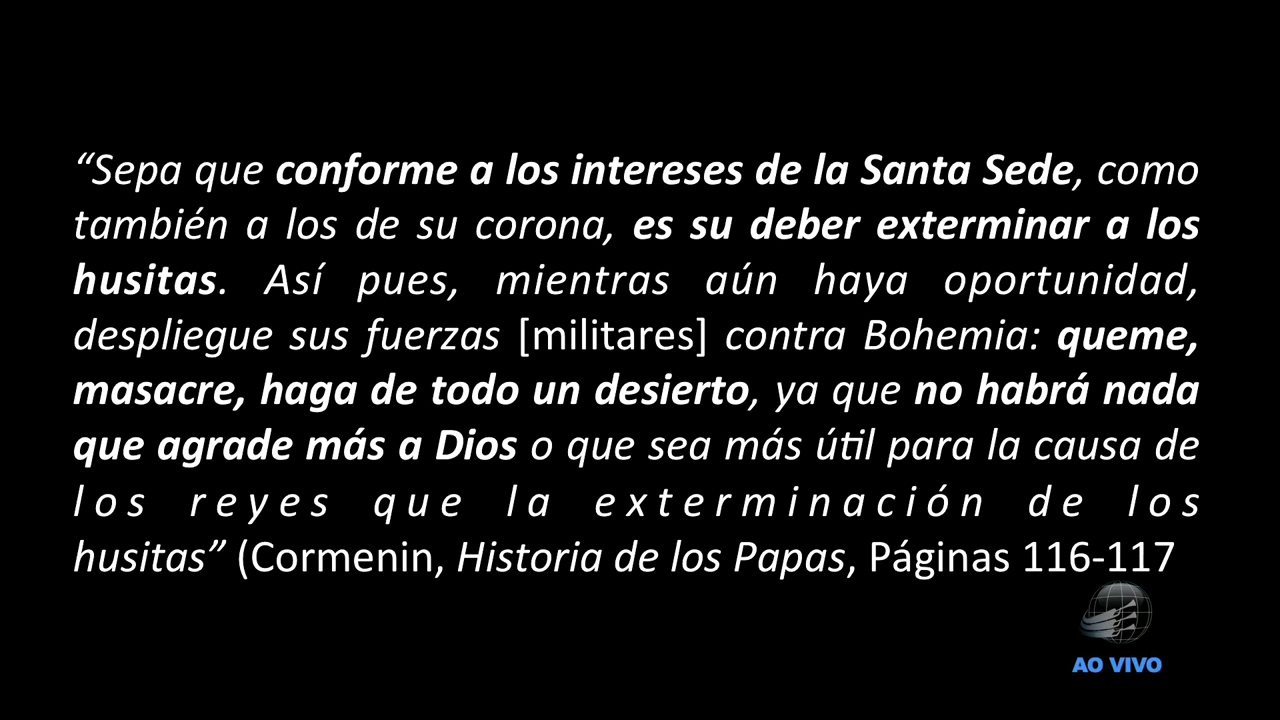 “Sepa que conforme a los intereses de la Santa Sede, como
también a los de su corona, es su deber exterminar a los
husitas. Así pues, mientras aún haya oportunidad,
despliegue sus fuerzas [militares] contra Bohemia: queme,
masacre, haga de todo un desierto, ya que no habrá nada
que agrade más a Dios o que sea más útil para la causa de
los reyes que la exterminación de los
husitas” (Cormenin, Historia de los Papas, Páginas 116-117
AO VIVO